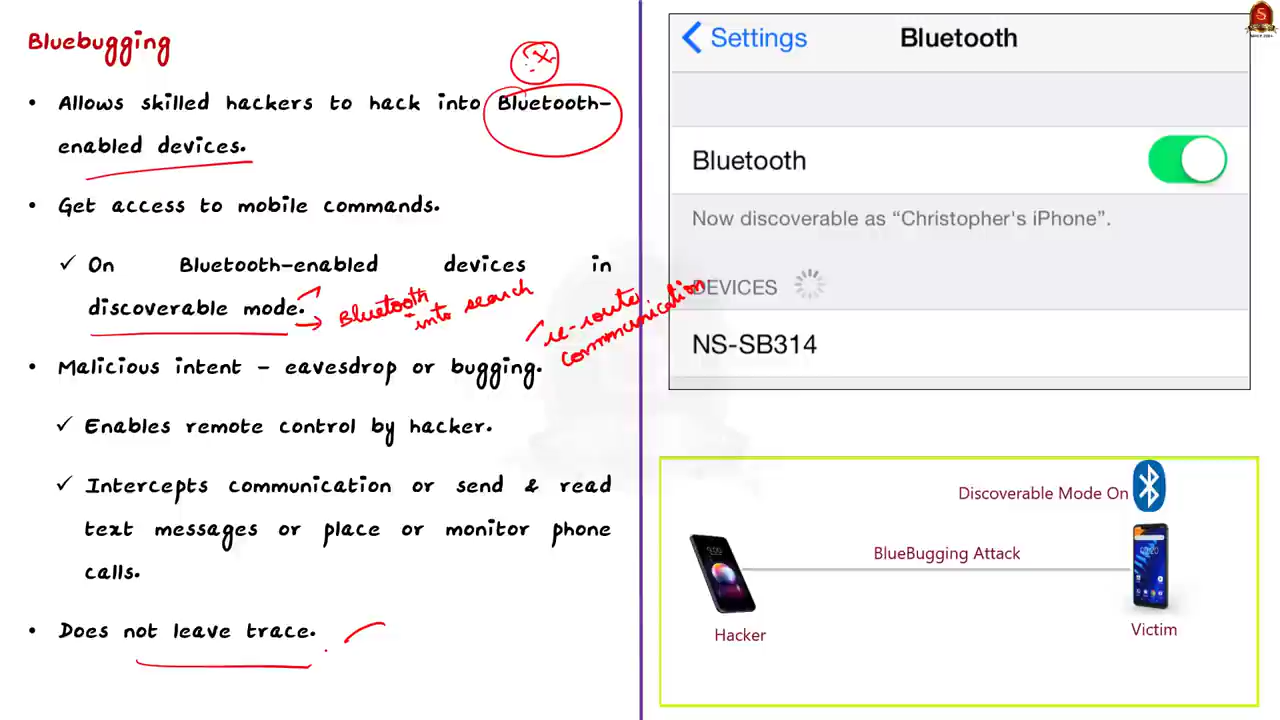 Bluebugging
• Allows skilled hackers to hack into Bluetooth-
enabled devices.
• Get access to mobile commands.
✓ On Bluetooth-enabled devices in
discoverable mode.
Bluetooth
into search
• Malicious intent - eavesdrop or bugging.
re-route
communication
✓ Enables remote control by hacker.
✓ Intercepts communication or send & read
text messages or place or monitor phone
calls.
• Does not leave trace.
Settings Bluetooth
Bluetooth
Now discoverable as “Christopher's iPhone”.
DEVICES
NS-SB314
Discoverable Mode On
BlueBugging Attack
Hacker
Victim